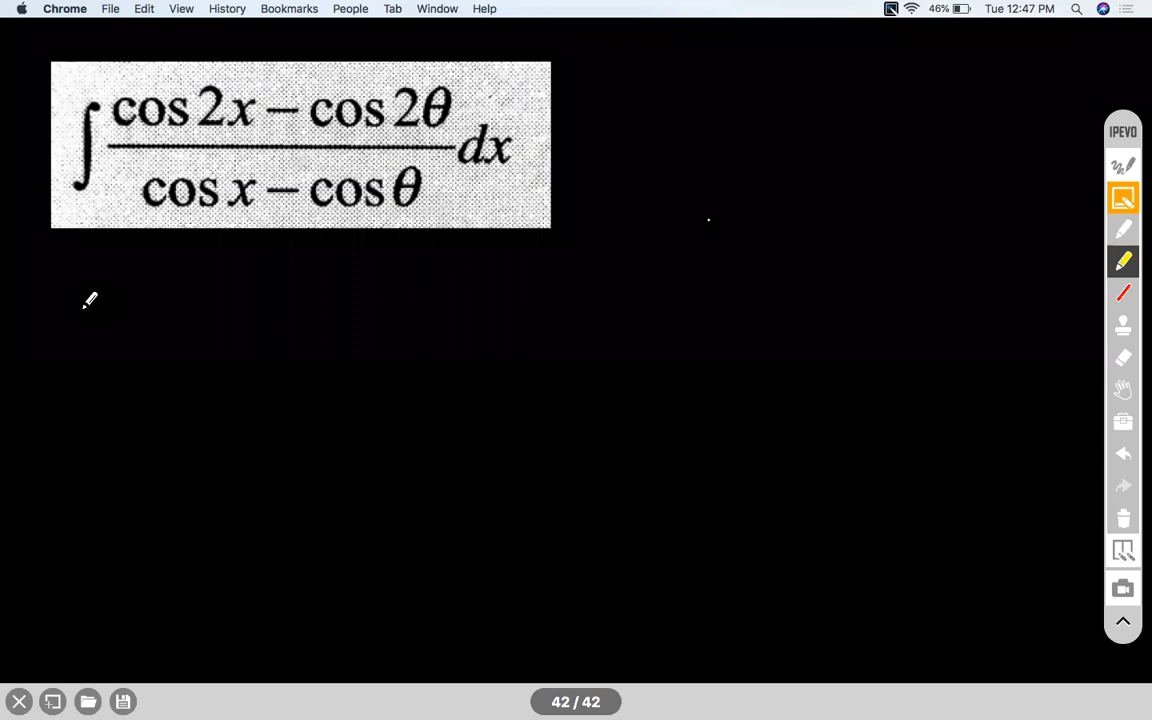 Chrome File Edit View History Bookmarks People Tab Window Help 46% Tue 12:47 PM
∫ (cos 2x − cos 2θ)/(cos x − cos θ) dx
IPEVO
42 / 42